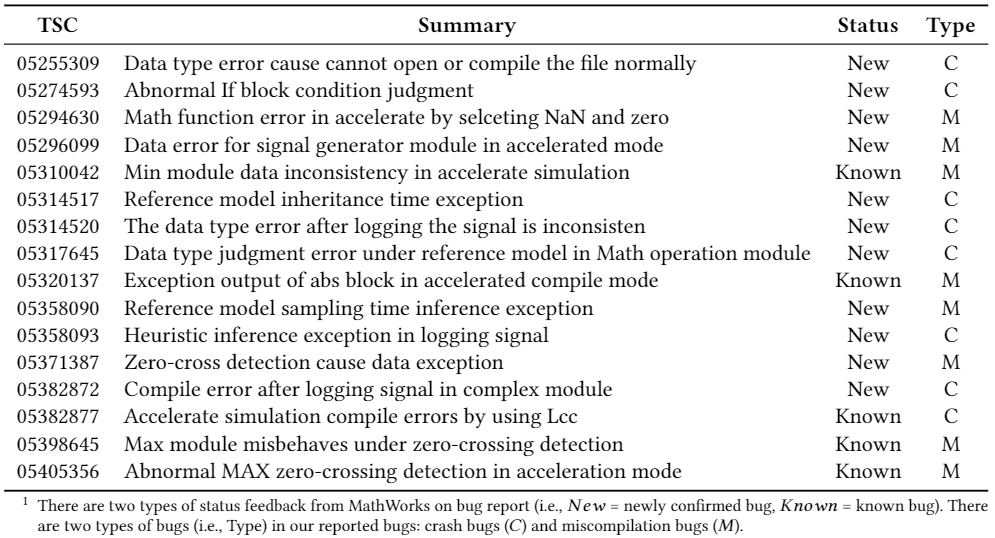 TSC Summary Status Type
05255309 Data type error cause cannot open or compile the file normally New C
05274593 Abnormal If block condition judgment New C
05294630 Math function error in accelerate by selceting NaN and zero New M
05296099 Data error for signal generator module in accelerated mode New M
05310042 Min module data inconsistency in accelerate simulation Known M
05314517 Reference model inheritance time exception New C
05314520 The data type error after logging the signal is inconsisten New C
05317645 Data type judgment error under reference model in Math operation module New C
05320137 Exception output of abs block in accelerated compile mode Known M
05358090 Reference model sampling time inference exception New M
05358093 Heuristic inference exception in logging signal New C
05371387 Zero-cross detection cause data exception New M
05382872 Compile error after logging signal in complex module New C
05382877 Accelerate simulation compile errors by using Lcc Known C
05398645 Max module misbehaves under zero-crossing detection Known M
05405356 Abnormal MAX zero-crossing detection in acceleration mode Known M
1 There are two types of status feedback from MathWorks on bug report (i.e., New = newly confirmed bug, Known = known bug). There
are two types of bugs (i.e., Type) in our reported bugs: crash bugs (C) and miscompilation bugs (M).